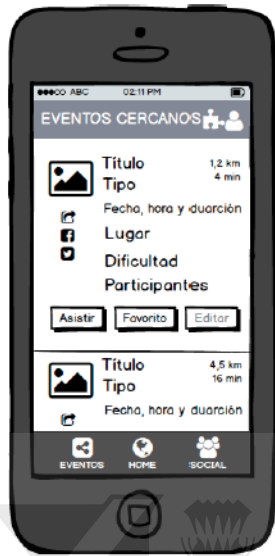 ABC 02:11 PM
EVENTOS CERCANOS
Título 1,2 km
Tipo 4 min
Fecha, hora y duarción
Lugar
Dificultad
Participantes
Asistir Favorito Editar
Título 4,5 km
Tipo 16 min
Fecha, hora y duarción
EVENTOS HOME SOCIAL